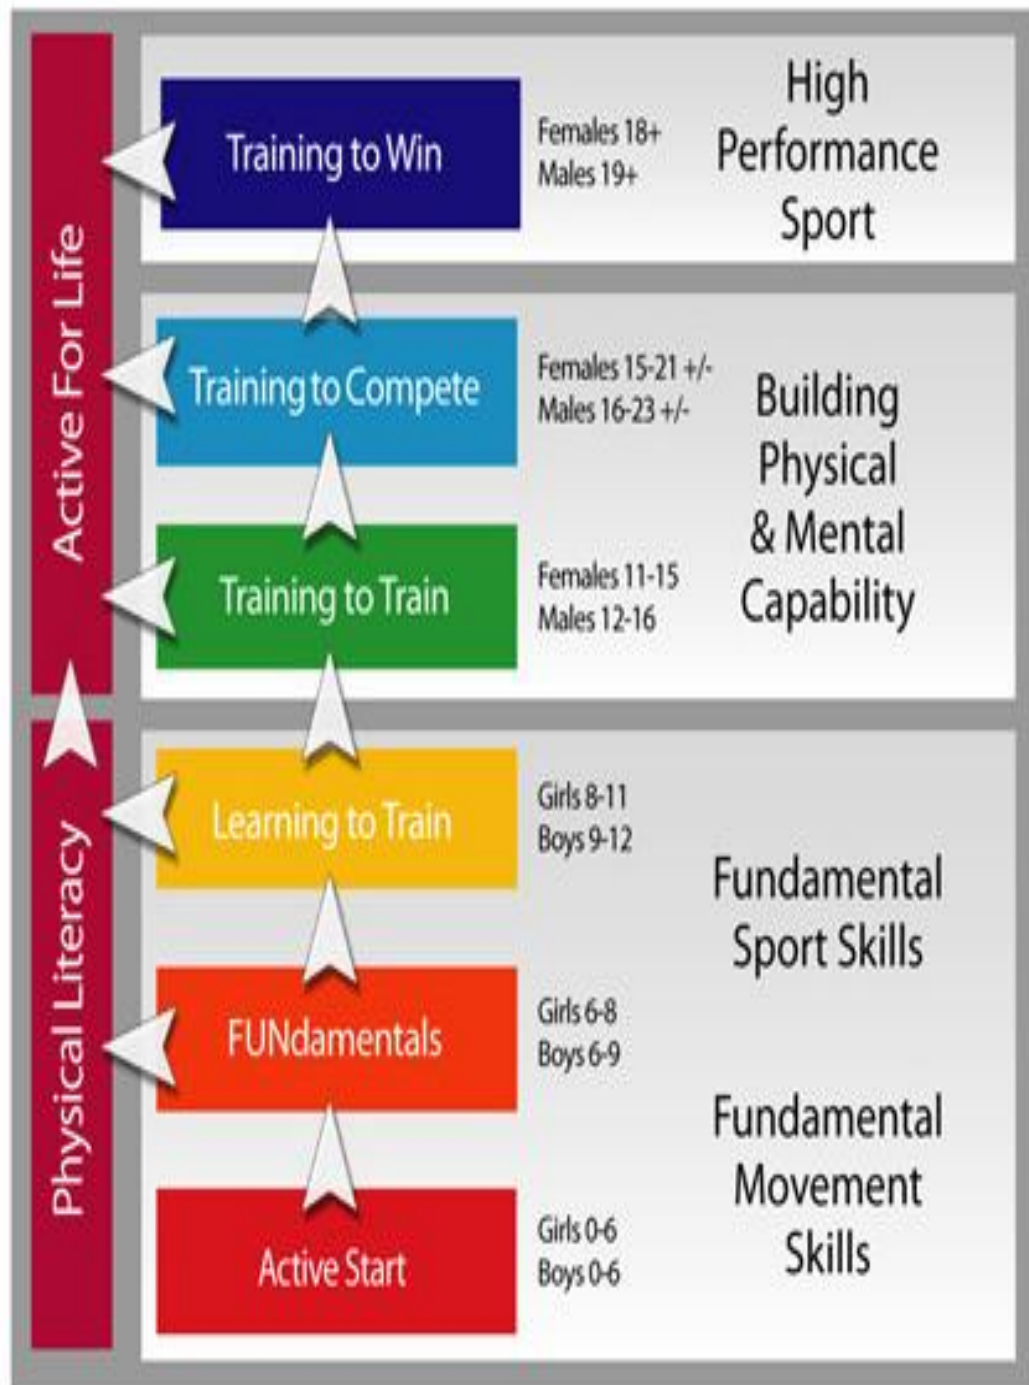 Active For Life
Training to Win
Females 18+
Males 19+
High
Performance
Sport
Training to Compete
Females 15-21 +/-
Males 16-23 +/-
Training to Train
Females 11-15
Males 12-16
Building
Physical
& Mental
Capability
Physical Literacy
Learning to Train
Girls 8-11
Boys 9-12
FUNdamentals
Girls 6-8
Boys 6-9
Fundamental
Sport Skills
Active Start
Girls 0-6
Boys 0-6
Fundamental
Movement
Skills